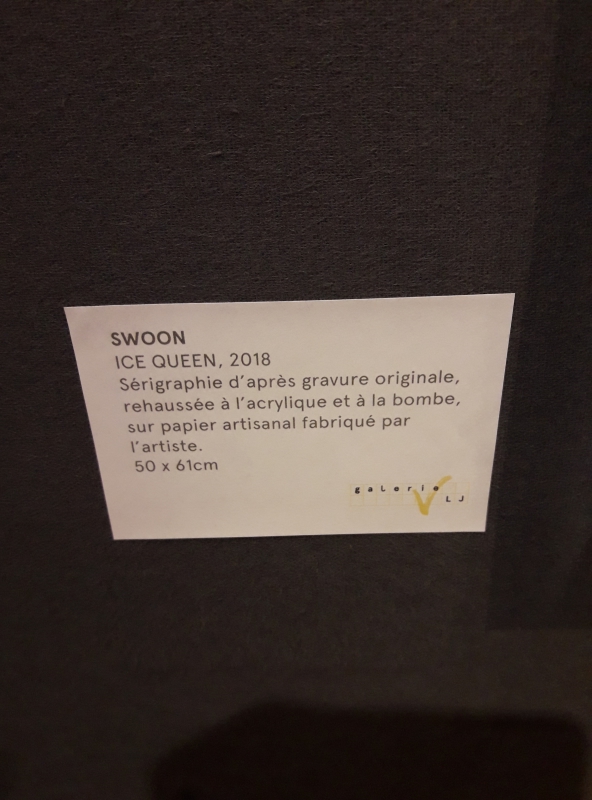 SWOON
ICE QUEEN, 2018
Sérigraphie d'après gravure originale,
rehaussée à l'acrylique et à la bombe,
sur papier artisanal fabriqué par
l'artiste.
50 x 61cm
galerie
LJ